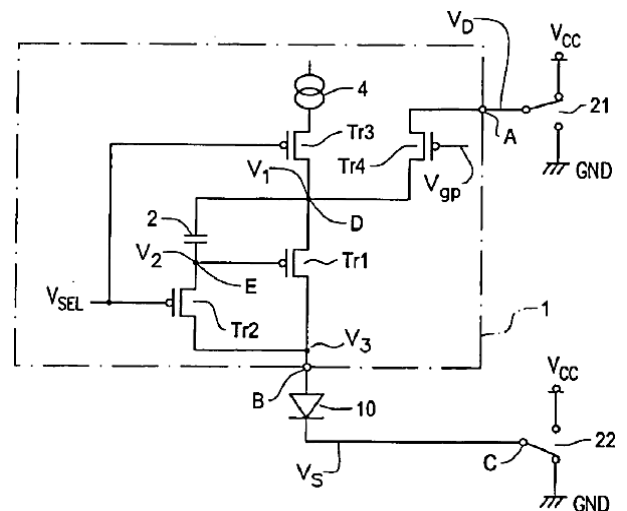 V_D
V_CC
4
21
Tr3
A
V_1
Tr4
GND
D
V_gp
2
V_2
E
Tr1
V_SEL
Tr2
1
V_3
V_CC
B
10
22
V_S
C
GND